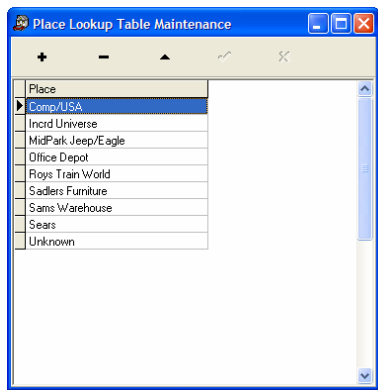 Place Lookup Table Maintenance
Place
Comp/USA
Incrd Universe
MidPark Jeep/Eagle
Office Depot
Roys Train World
Sadlers Furniture
Sams Warehouse
Sears
Unknown